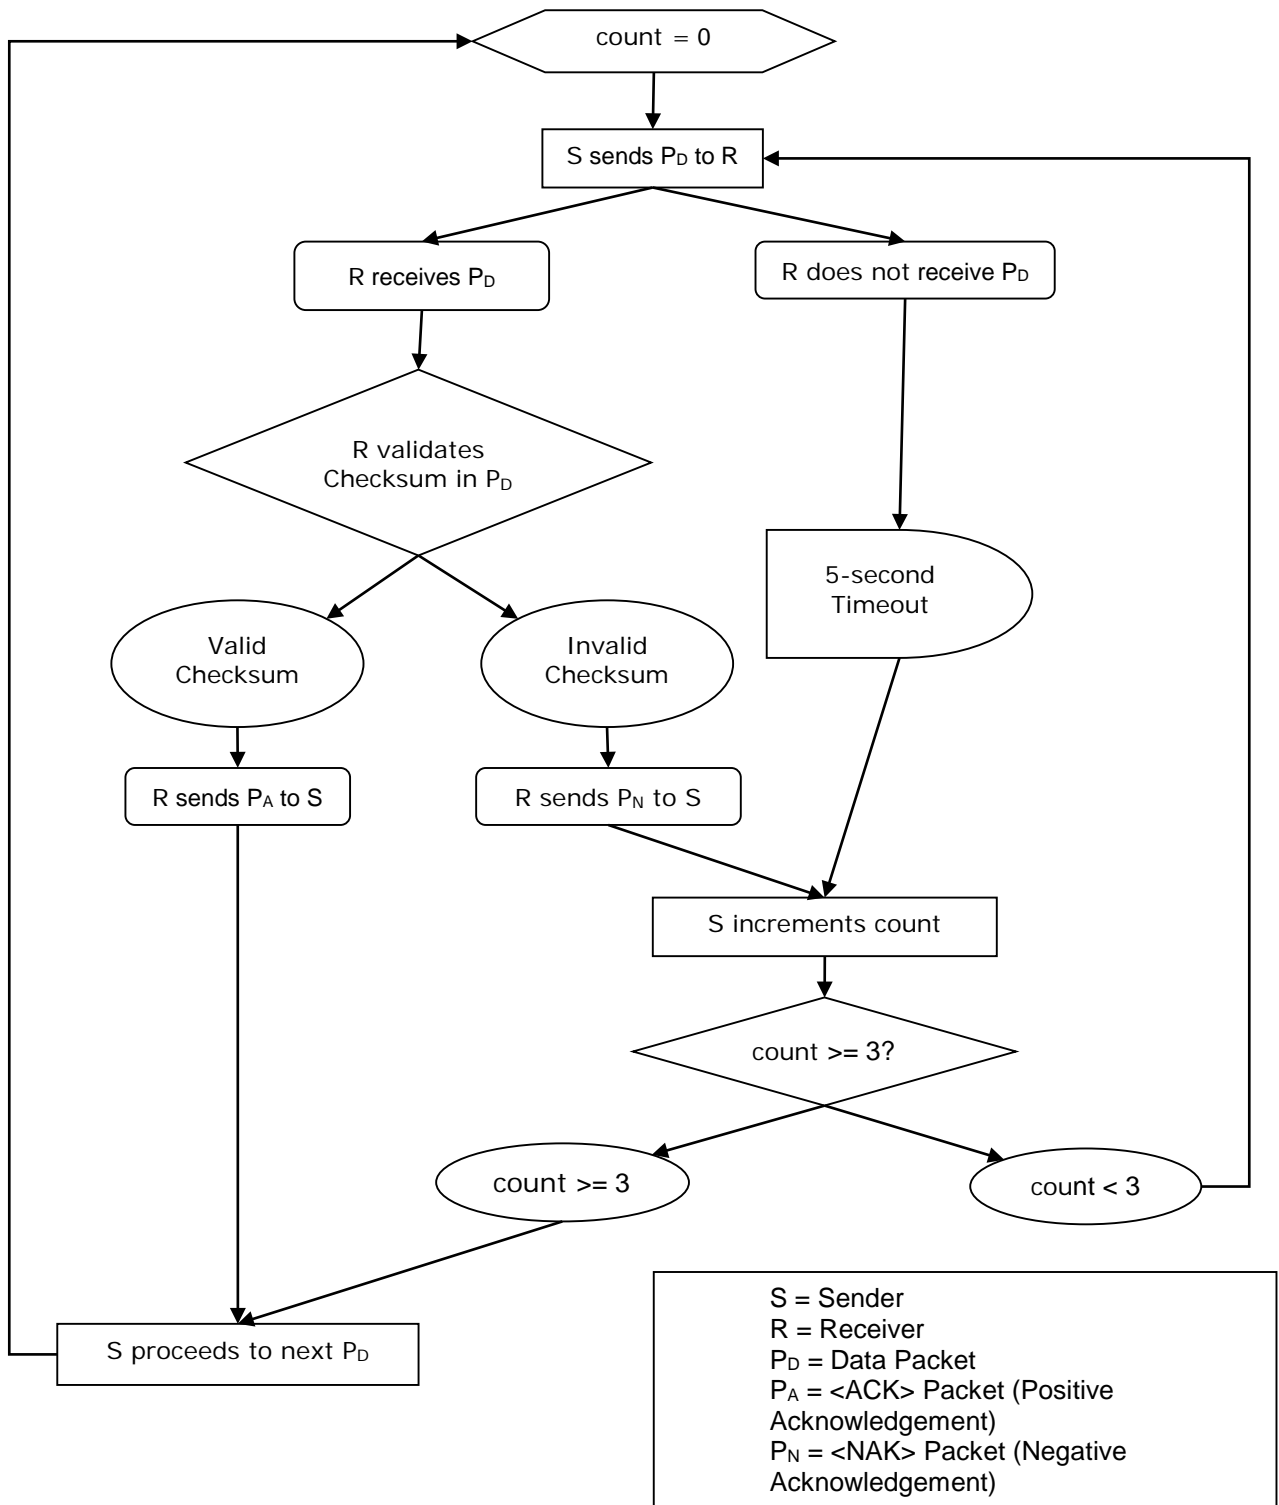 count = 0
S sends PD to R
R receives PD
R does not receive PD
R validates
Checksum in PD
5-second
Timeout
Valid
Checksum
Invalid
Checksum
R sends PA to S
R sends PN to S
S increments count
count >= 3?
count >= 3
count < 3
S proceeds to next PD
S = Sender
R = Receiver
PD = Data Packet
PA = <ACK> Packet (Positive
Acknowledgement)
PN = <NAK> Packet (Negative
Acknowledgement)